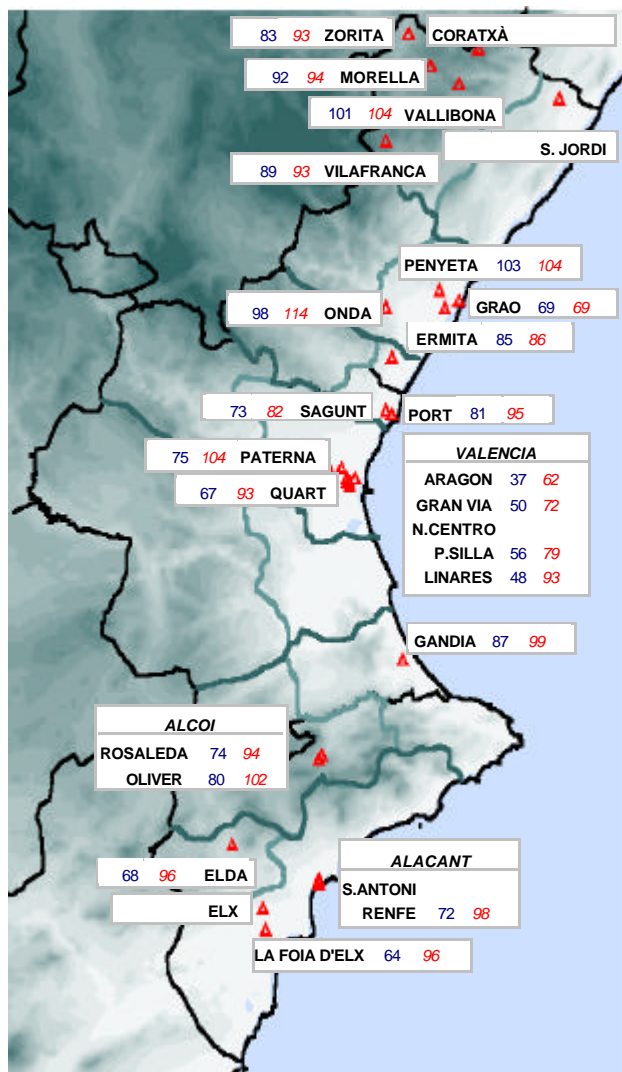 83 93 ZORITA
CORATXÀ
92 94 MORELLA
101 104 VALLIBONA
S. JORDI
89 93 VILAFRANCA
PENYETA 103 104
98 114 ONDA
GRAO 69 69
ERMITA 85 86
73 82 SAGUNT
PORT 81 95
75 104 PATERNA
67 93 QUART
VALENCIA
ARAGON 37 62
GRAN VIA 50 72
N.CENTRO
P.SILLA 56 79
LINARES 48 93
GANDIA 87 99
ALCOI
ROSALEDA 74 94
OLIVER 80 102
68 96 ELDA
ELX
ALACANT
S.ANTONI
RENFE 72 98
LA FOIA D'ELX 64 96